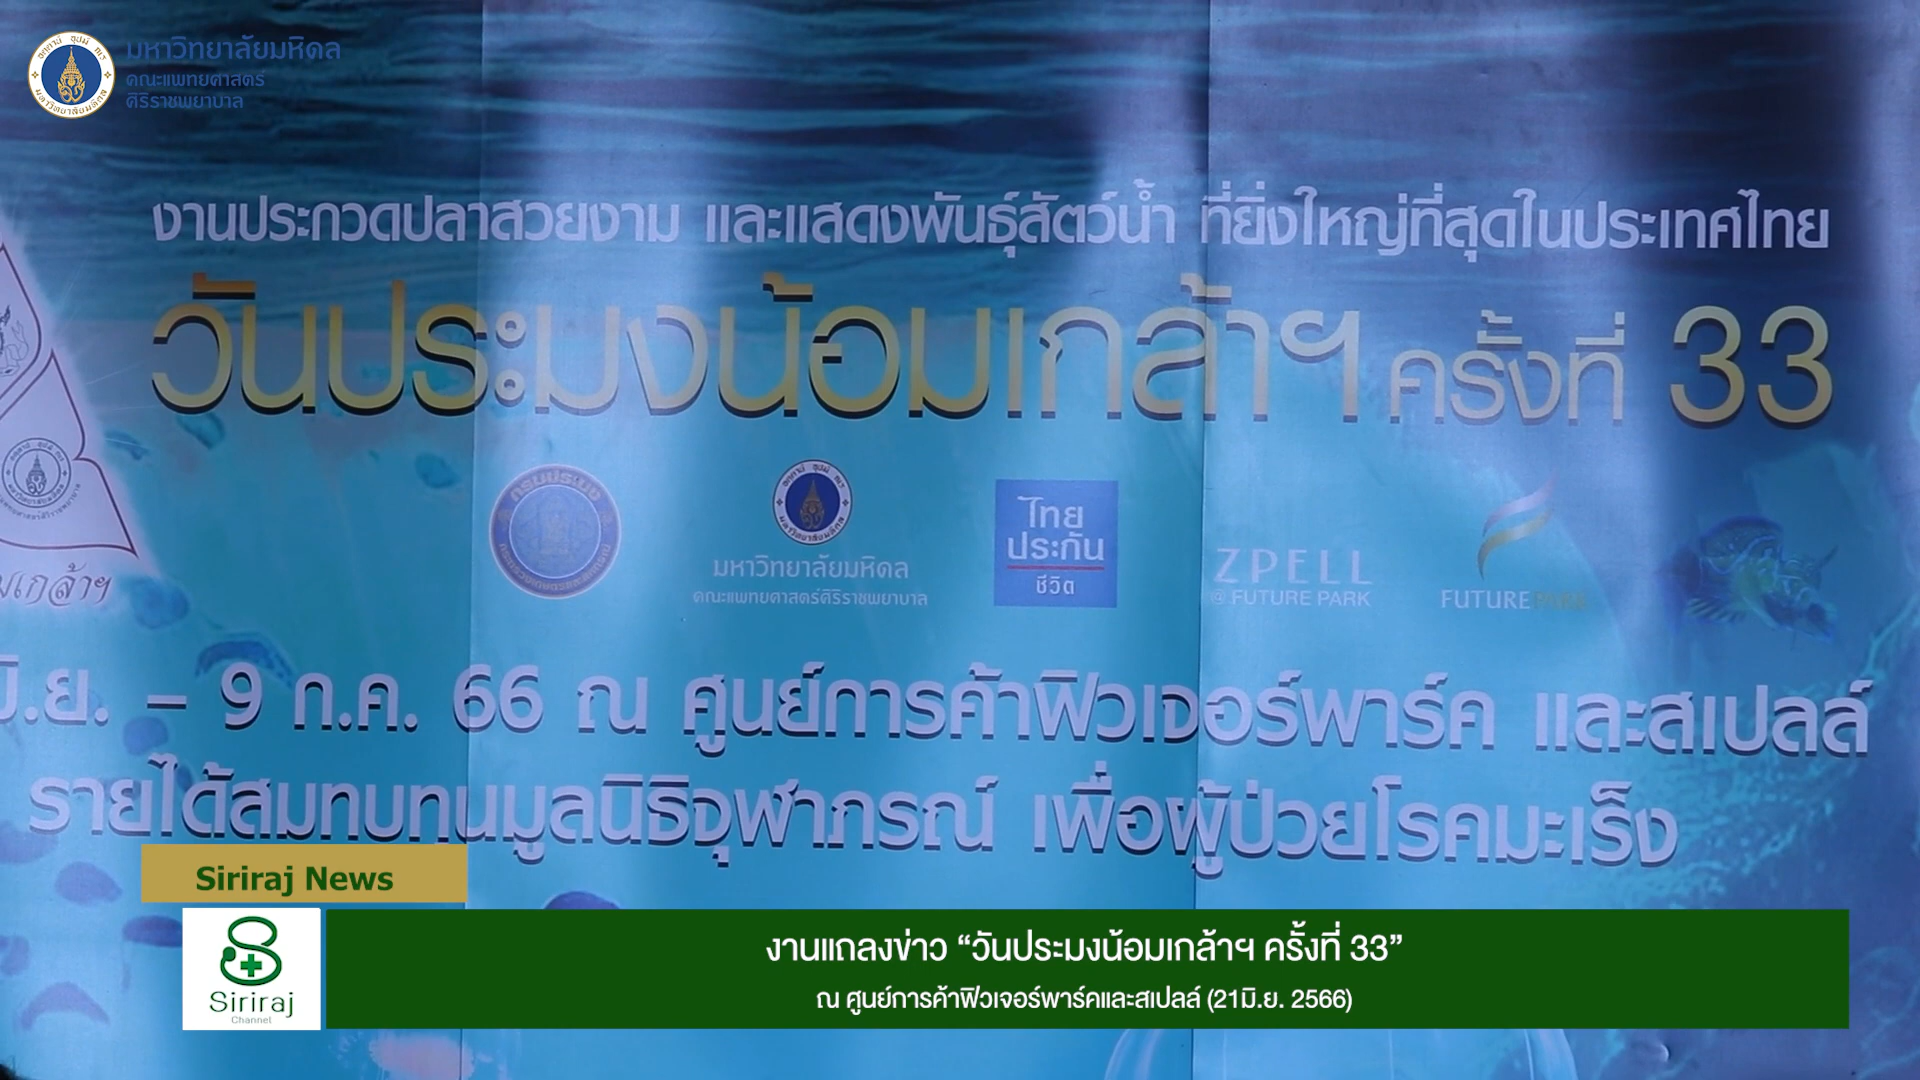 มหาวิทยาลัยมหิดล
คณะแพทยศาสตร์
ศิริราชพยาบาล
งานประกวดปลาสวยงาม และแสดงพันธุ์สัตว์น้ำ ที่ยิ่งใหญ่ที่สุดในประเทศไทย
วันประมงน้อมเกล้าฯ ครั้งที่ 33
กรมประมง
มหาวิทยาลัยมหิดล
คณะแพทยศาสตร์ศิริราชพยาบาล
ไทย
ประกัน
ชีวิต
ZPELL
@ FUTURE PARK
FUTURE PARK
มเกล้าฯ
มิ.ย. – 9 ก.ค. 66 ณ ศูนย์การค้าฟิวเจอร์พาร์ค และสเปลล์
รายได้สมทบทุนมูลนิธิจุฬาภรณ์ เพื่อผู้ป่วยโรคมะเร็ง
Siriraj News
Siriraj
Channel
งานแถลงข่าว “วันประมงน้อมเกล้าฯ ครั้งที่ 33”
ณ ศูนย์การค้าฟิวเจอร์พาร์คและสเปลล์ (21มิ.ย. 2566)